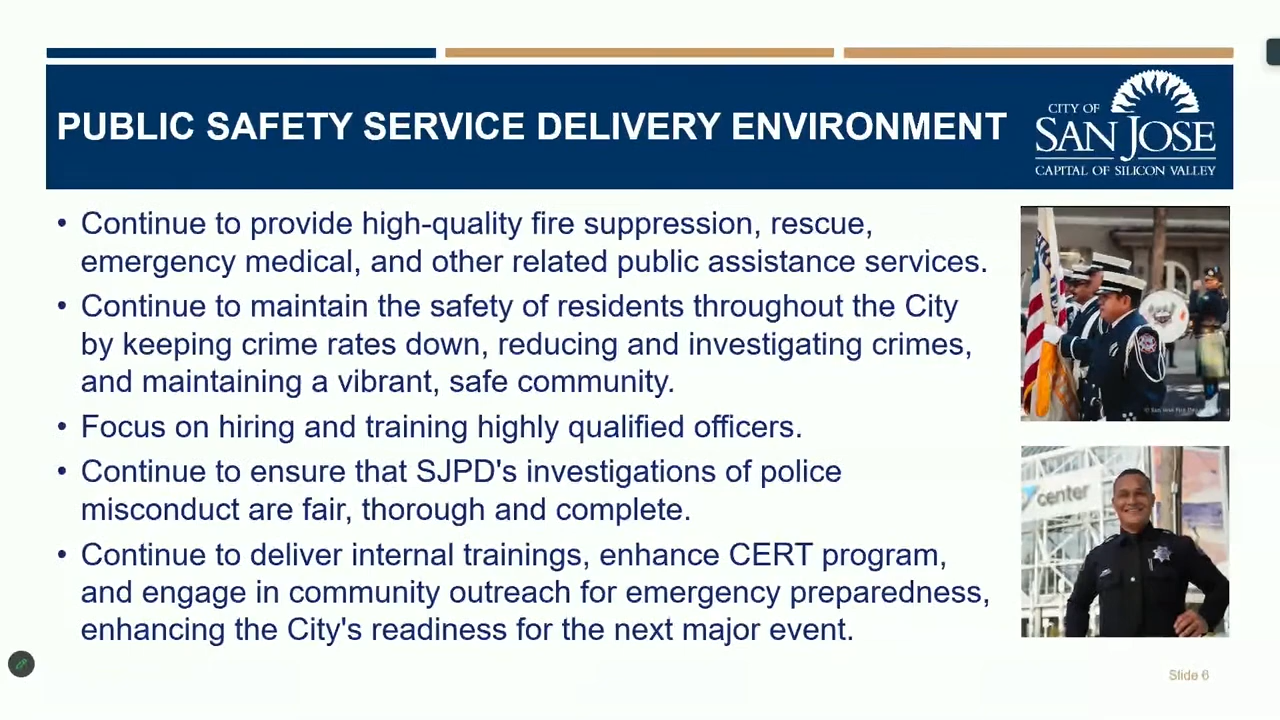 PUBLIC SAFETY SERVICE DELIVERY ENVIRONMENT
CITY OF
SAN JOSE
CAPITAL OF SILICON VALLEY
• Continue to provide high-quality fire suppression, rescue,
emergency medical, and other related public assistance services.
• Continue to maintain the safety of residents throughout the City
by keeping crime rates down, reducing and investigating crimes,
and maintaining a vibrant, safe community.
• Focus on hiring and training highly qualified officers.
• Continue to ensure that SJPD's investigations of police
misconduct are fair, thorough and complete.
• Continue to deliver internal trainings, enhance CERT program,
and engage in community outreach for emergency preparedness,
enhancing the City's readiness for the next major event.
© San Jose Fire
center
Slide 6